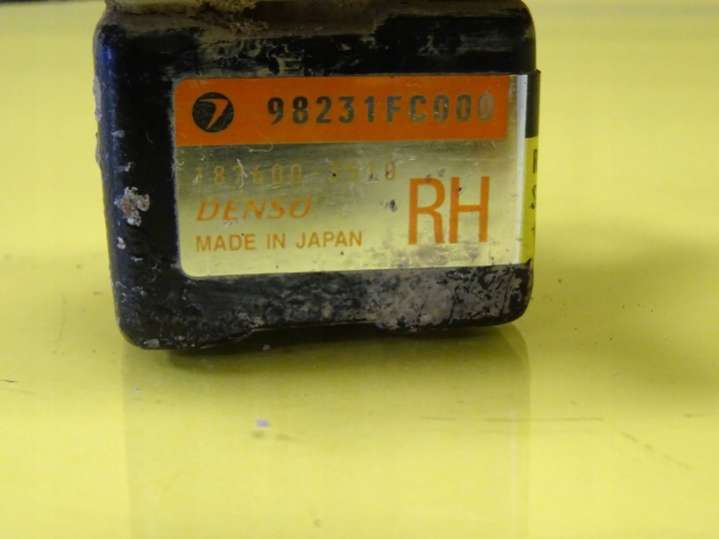 98231FC000
DENSO
MADE IN JAPAN
RH